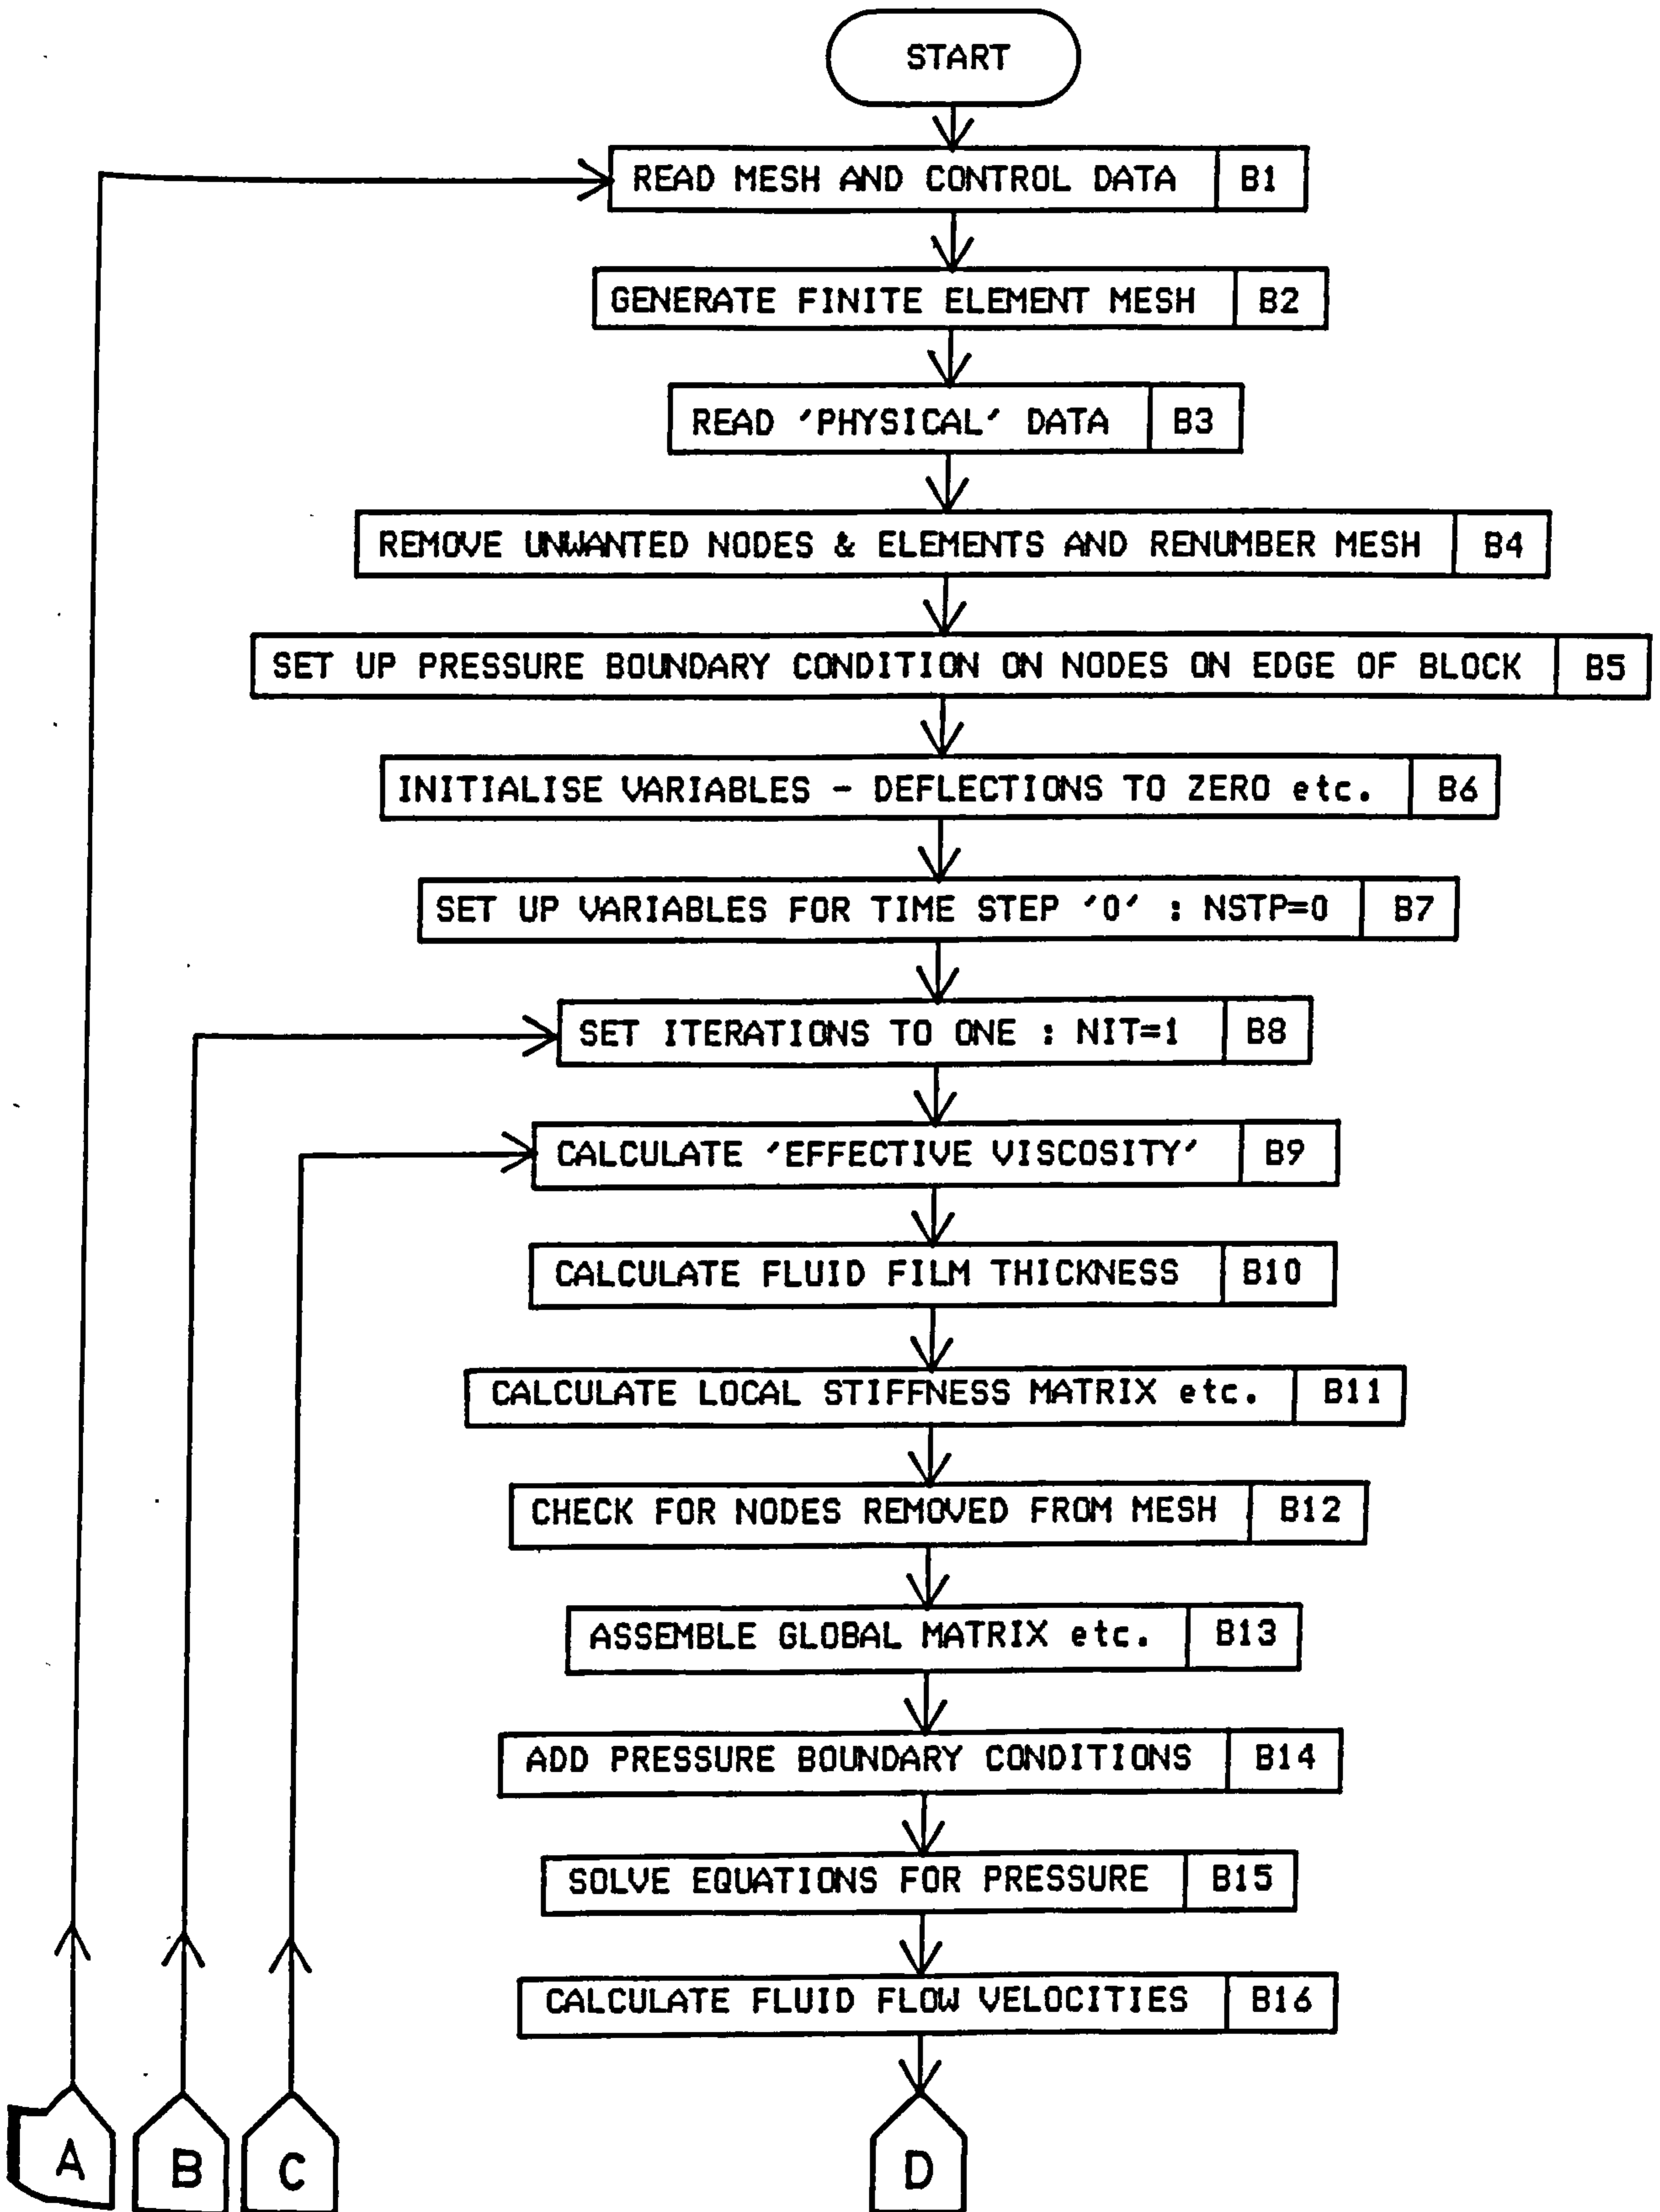 START
READ MESH AND CONTROL DATA B1
GENERATE FINITE ELEMENT MESH B2
READ 'PHYSICAL' DATA B3
REMOVE UNWANTED NODES & ELEMENTS AND RENUMBER MESH B4
SET UP PRESSURE BOUNDARY CONDITION ON NODES ON EDGE OF BLOCK B5
INITIALISE VARIABLES - DEFLECTIONS TO ZERO etc. B6
SET UP VARIABLES FOR TIME STEP '0' : NSTP=0 B7
SET ITERATIONS TO ONE : NIT=1 B8
CALCULATE 'EFFECTIVE VISCOSITY' B9
CALCULATE FLUID FILM THICKNESS B10
CALCULATE LOCAL STIFFNESS MATRIX etc. B11
CHECK FOR NODES REMOVED FROM MESH B12
ASSEMBLE GLOBAL MATRIX etc. B13
ADD PRESSURE BOUNDARY CONDITIONS B14
SOLVE EQUATIONS FOR PRESSURE B15
CALCULATE FLUID FLOW VELOCITIES B16
A B C D